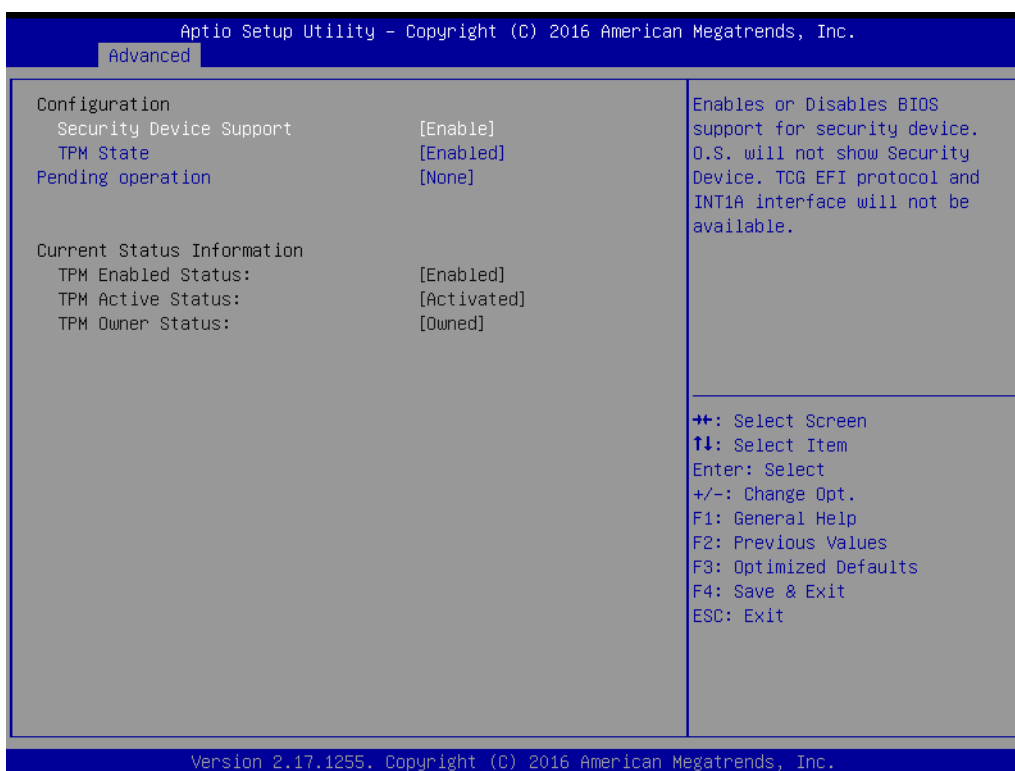 Aptio Setup Utility – Copyright (C) 2016 American Megatrends, Inc.
Advanced
Configuration
Security Device Support [Enable]
TPM State [Enabled]
Pending operation [None]
Current Status Information
TPM Enabled Status: [Enabled]
TPM Active Status: [Activated]
TPM Owner Status: [Owned]
Enables or Disables BIOS
support for security device.
O.S. will not show Security
Device. TCG EFI protocol and
INT1A interface will not be
available.
→←: Select Screen
↑↓: Select Item
Enter: Select
+/-: Change Opt.
F1: General Help
F2: Previous Values
F3: Optimized Defaults
F4: Save & Exit
ESC: Exit
Version 2.17.1255. Copyright (C) 2016 American Megatrends, Inc.